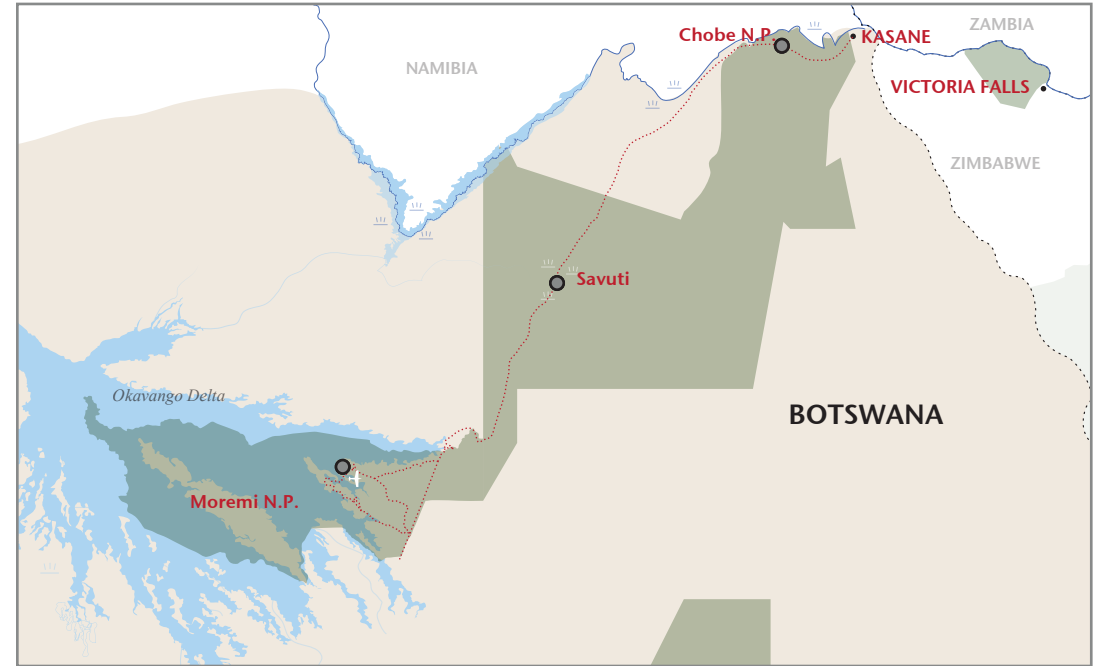 ZAMBIA
Chobe N.P.
KASANE
NAMIBIA
VICTORIA FALLS
ZIMBABWE
Savuti
Okavango Delta
BOTSWANA
Moremi N.P.